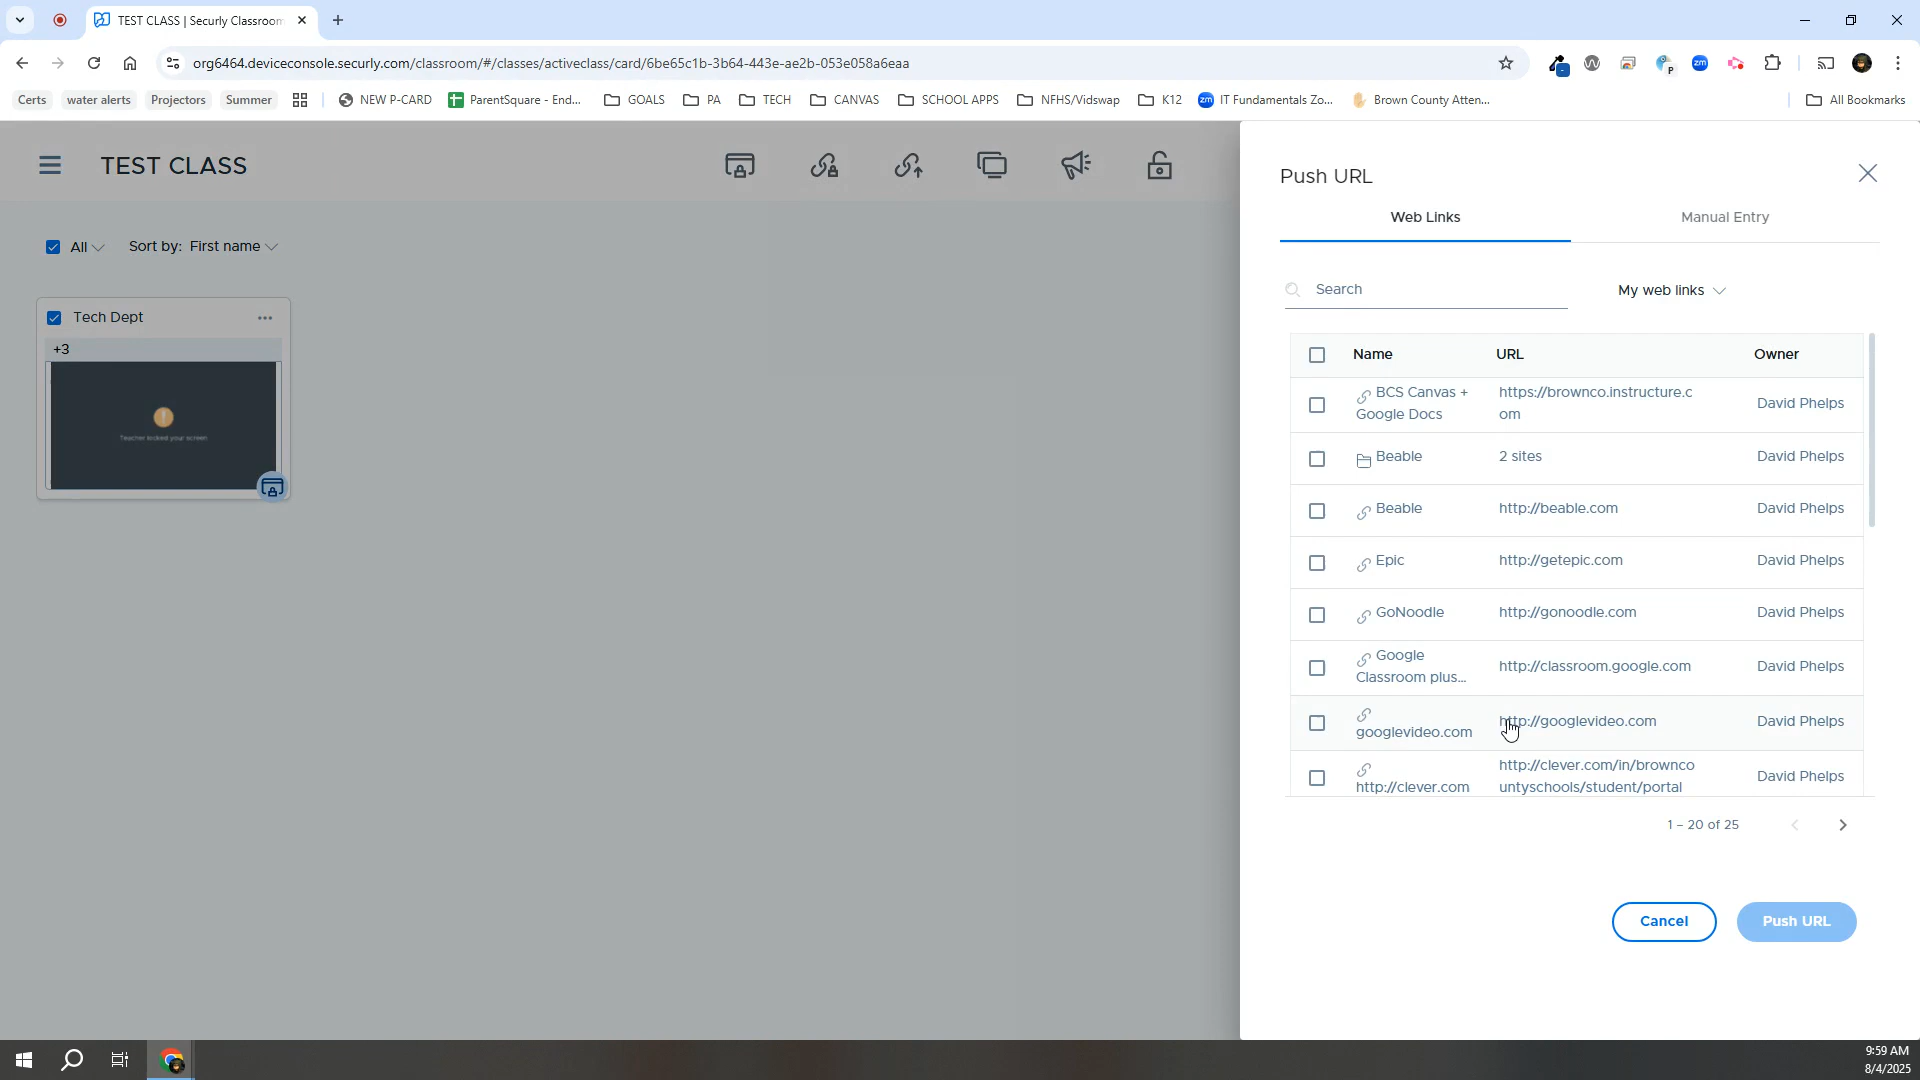 TEST CLASS | Securly Classroom
org6464.deviceconsole.securly.com/classroom/#/classes/activeclass/card/6be65c1b-3b64-443e-ae2b-053e058a6eaa
P
zm
Certs
water alerts
Projectors
Summer
NEW P-CARD
ParentSquare - End...
GOALS
PA
TECH
CANVAS
SCHOOL APPS
NFHS/Vidswap
K12
zm
IT Fundamentals Zo...
Brown County Atten...
All Bookmarks
TEST CLASS
All
Sort by: First name
Tech Dept
+3
Teacher locked your screen
Push URL
Web Links
Manual Entry
Search
My web links
Name URL Owner
BCS Canvas + https://brownco.instructure.c David Phelps
Google Docs om
Beable 2 sites David Phelps
Beable http://beable.com David Phelps
Epic http://getepic.com David Phelps
GoNoodle http://gonoodle.com David Phelps
Google http://classroom.google.com David Phelps
Classroom plus...
googlevideo.com http://googlevideo.com David Phelps
http://clever.com http://clever.com/in/brownco David Phelps
untyschools/student/portal
1 – 20 of 25
Cancel
Push URL
9:59 AM
8/4/2025